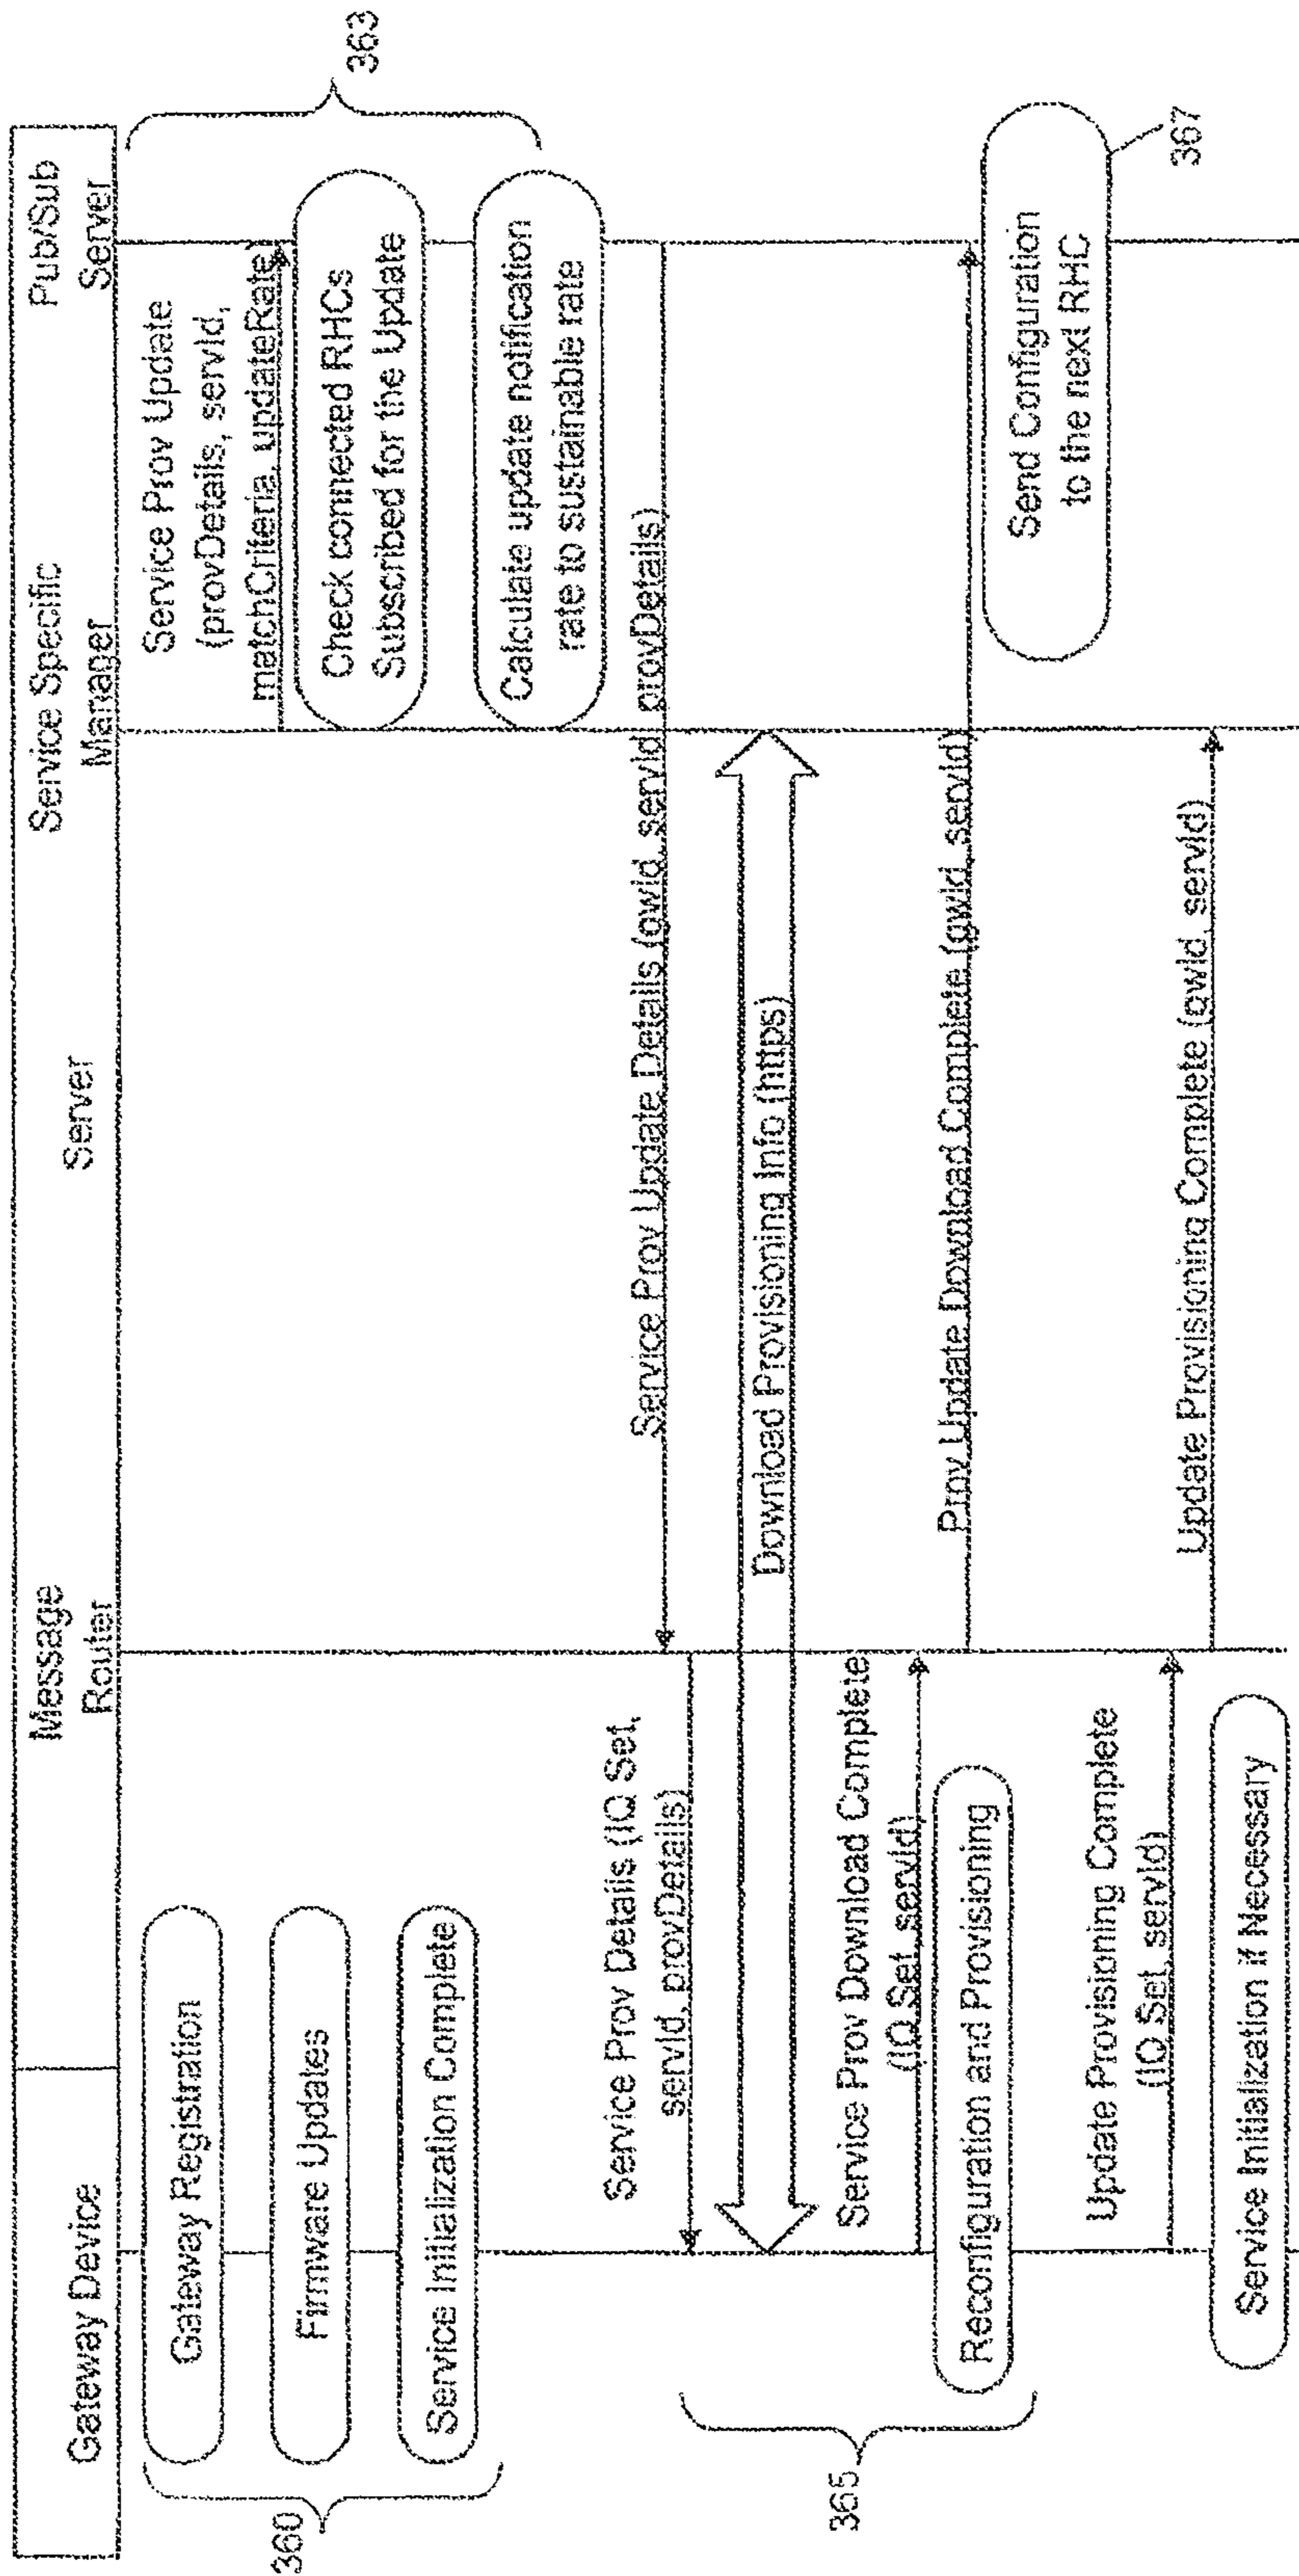 Gateway Device
Message
Router
Server
Service Specific
Manager
Pub/Sub
Server
360
Gateway Registration
Firmware Updates
Service Initialization Complete
Service Prov Update
(provDetails, servId,
matchCriteria, updateRate)
Check connected RHCs
Subscribed for the Update
Calculate update notification
rate to sustainable rate
363
Service Prov Update Details (gwId, servId, provDetails)
Service Prov Details (IQ Set,
servId, provDetails)
Download Provisioning Info (https)
365
Service Prov Download Complete
(IQ Set, servId)
Reconfiguration and Provisioning
Prov Update Download Complete (gwId, servId)
Send Configuration
to the next RHC
367
Update Provisioning Complete
(IQ Set, servId)
Update Provisioning Complete (gwId, servId)
Service Initialization if Necessary